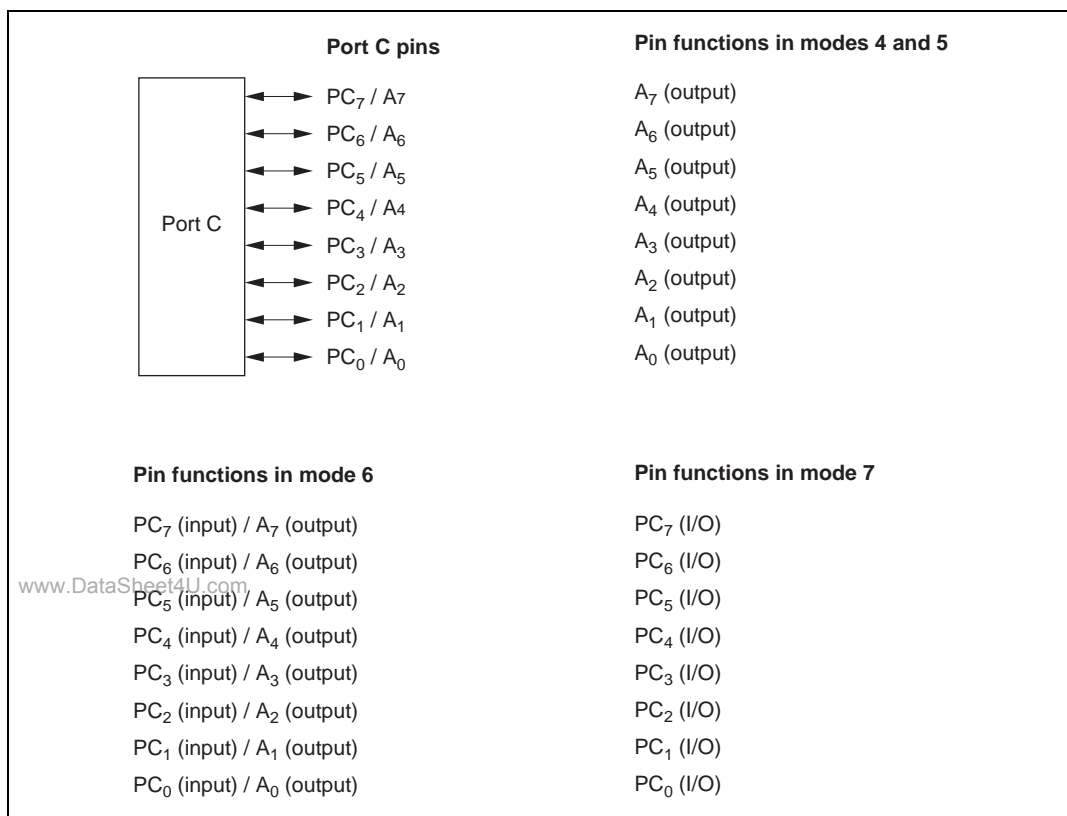 Port C pins
Pin functions in modes 4 and 5
Port C
PC₇ / A7
A₇ (output)
PC₆ / A₆
A₆ (output)
PC₅ / A₅
A₅ (output)
PC₄ / A4
A₄ (output)
PC₃ / A₃
A₃ (output)
PC₂ / A₂
A₂ (output)
PC₁ / A₁
A₁ (output)
PC₀ / A₀
A₀ (output)
Pin functions in mode 6
PC₇ (input) / A₇ (output)
PC₆ (input) / A₆ (output)
PC₅ (input) / A₅ (output)
PC₄ (input) / A₄ (output)
PC₃ (input) / A₃ (output)
PC₂ (input) / A₂ (output)
PC₁ (input) / A₁ (output)
PC₀ (input) / A₀ (output)
Pin functions in mode 7
PC₇ (I/O)
PC₆ (I/O)
PC₅ (I/O)
PC₄ (I/O)
PC₃ (I/O)
PC₂ (I/O)
PC₁ (I/O)
PC₀ (I/O)
www.DataSheet4U.com